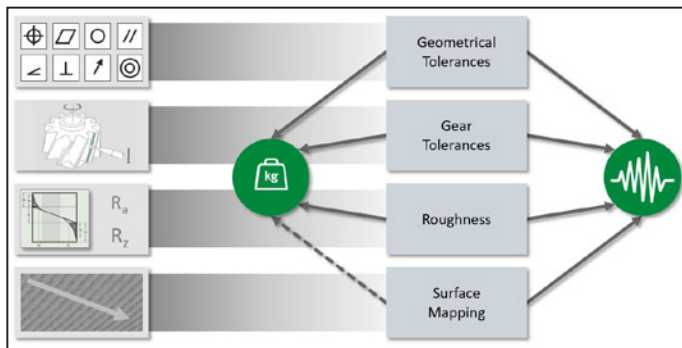 Geometrical
Tolerances
Gear
Tolerances
kg
Ra
Rz
Roughness
Surface
Mapping